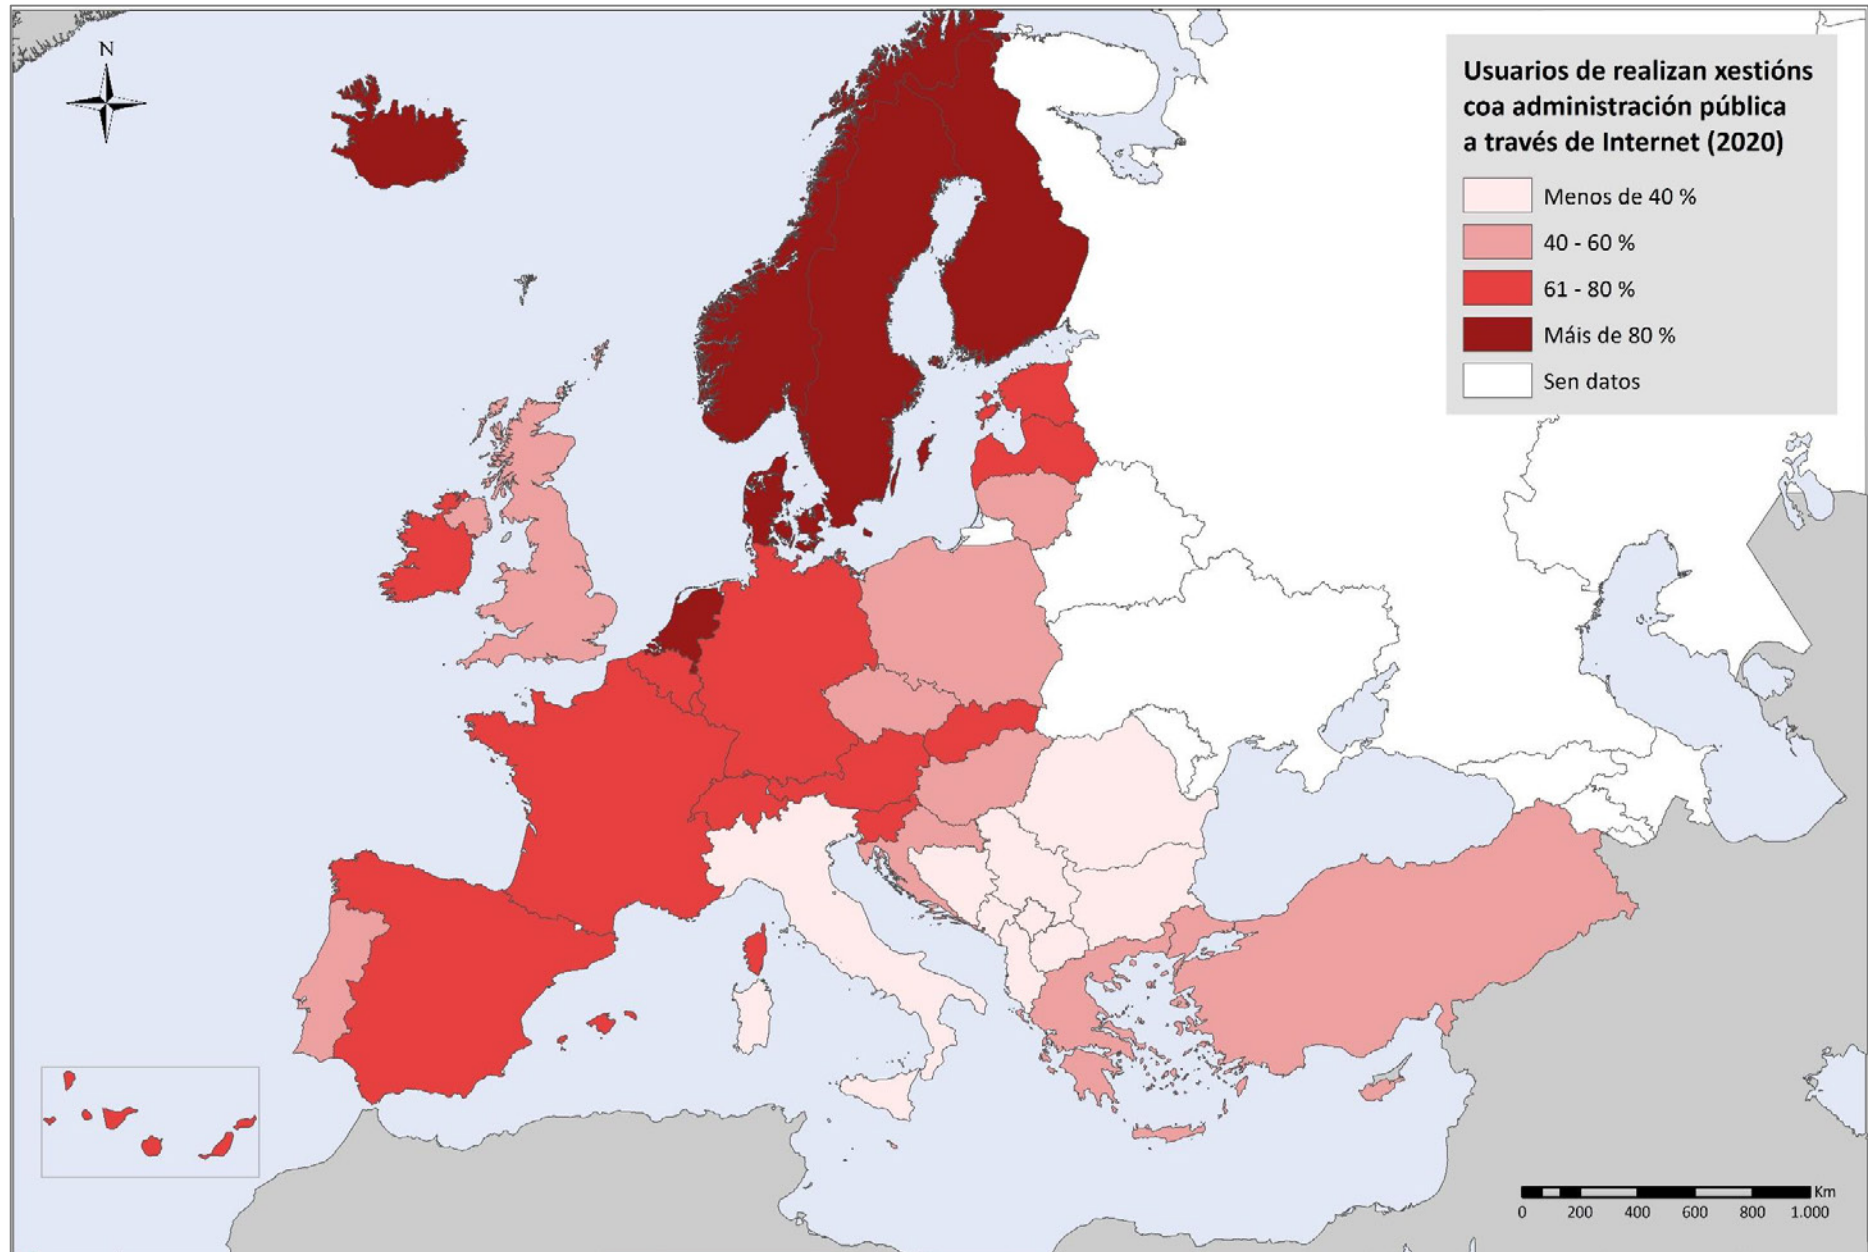 N
Usuarios de realizan xestións
coa administración pública
a través de Internet (2020)
Menos de 40 %
40 - 60 %
61 - 80 %
Máis de 80 %
Sen datos
Km
0 200 400 600 800 1.000